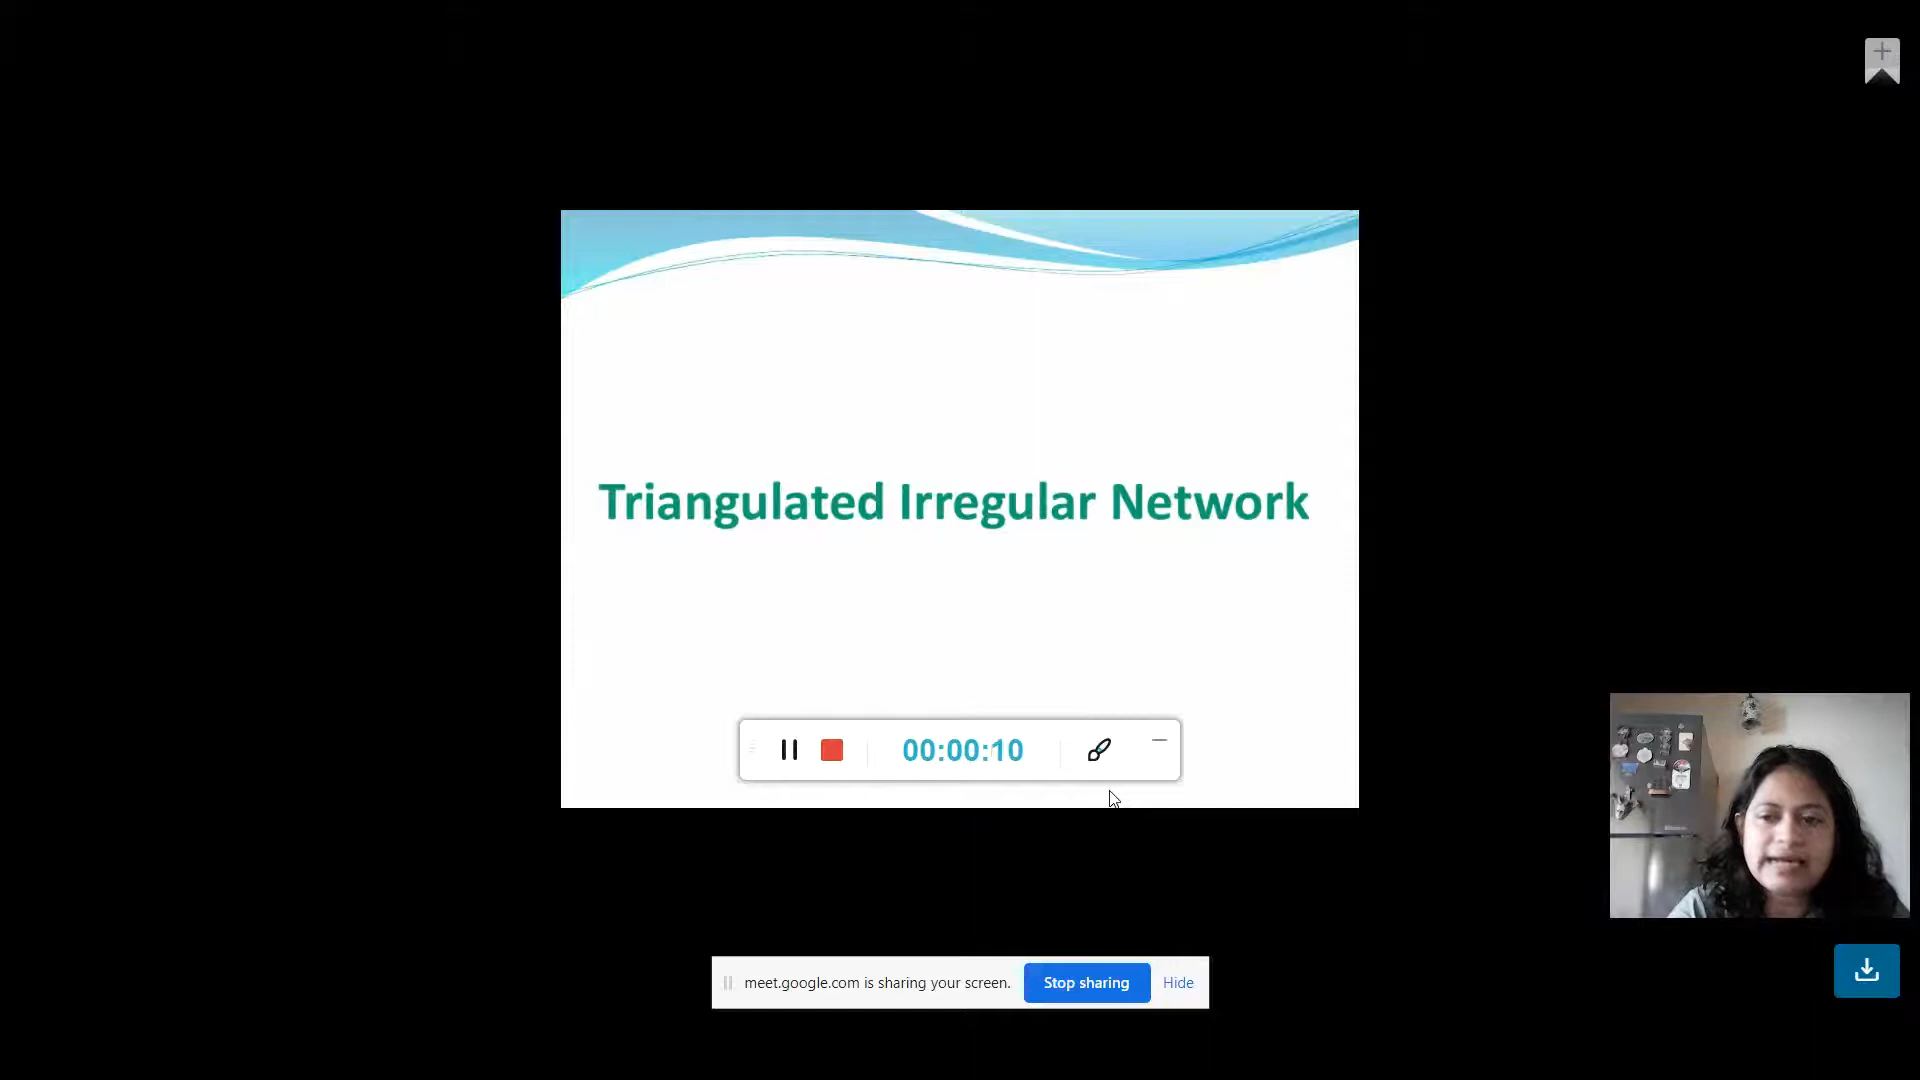 Triangulated Irregular Network
00:00:10
meet.google.com is sharing your screen. Stop sharing Hide